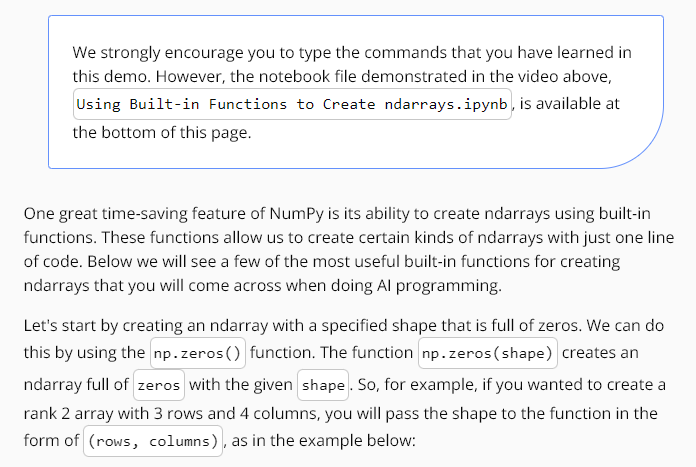 We strongly encourage you to type the commands that you have learned in
this demo. However, the notebook file demonstrated in the video above,
Using Built-in Functions to Create ndarrays.ipynb, is available at
the bottom of this page.
One great time-saving feature of NumPy is its ability to create ndarrays using built-in
functions. These functions allow us to create certain kinds of ndarrays with just one line
of code. Below we will see a few of the most useful built-in functions for creating
ndarrays that you will come across when doing AI programming.
Let's start by creating an ndarray with a specified shape that is full of zeros. We can do
this by using the np.zeros() function. The function np.zeros(shape) creates an
ndarray full of zeros with the given shape. So, for example, if you wanted to create a
rank 2 array with 3 rows and 4 columns, you will pass the shape to the function in the
form of (rows, columns), as in the example below: